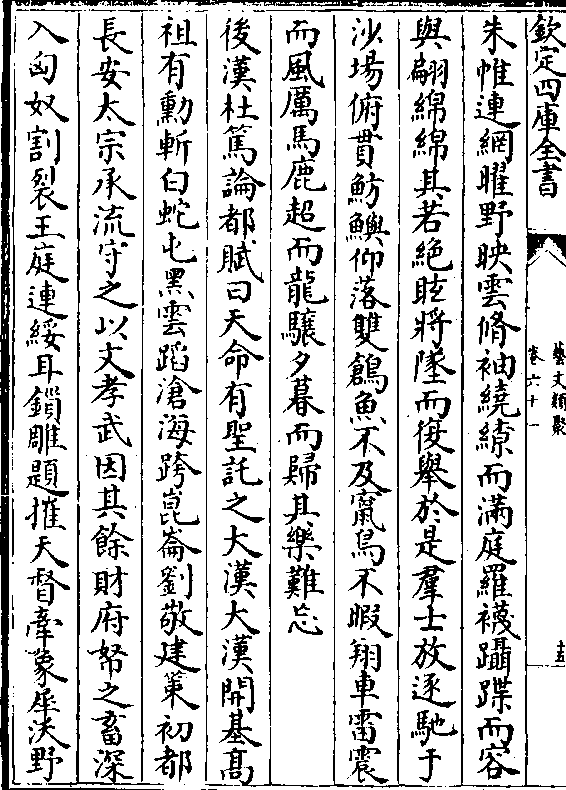 欽定四庫全書
藝文類聚
卷六十一
十五
朱帷連網曜野映雲脩袖繞繚而滿庭羅襪躡蹀而容
與翩綿綿其若絶眩將墜而復舉於是羣士放逐馳于
沙場俯貫魴鱮仰落雙鶬魚不及竄鳥不暇翔車雷震
而風厲馬鹿超而龍驤夕暮而歸其樂難忘
後漢杜篤論都賦曰天命有聖託之大漢大漢開基髙
祖有勳斬白蛇屯黑雲蹈滄海跨崑崙劉敬建策初都
長安太宗承流守之以文孝武因其餘財府帑之畜深
入匈奴割裂王庭連綏耳鎻雕題摧天督牽象犀沃野